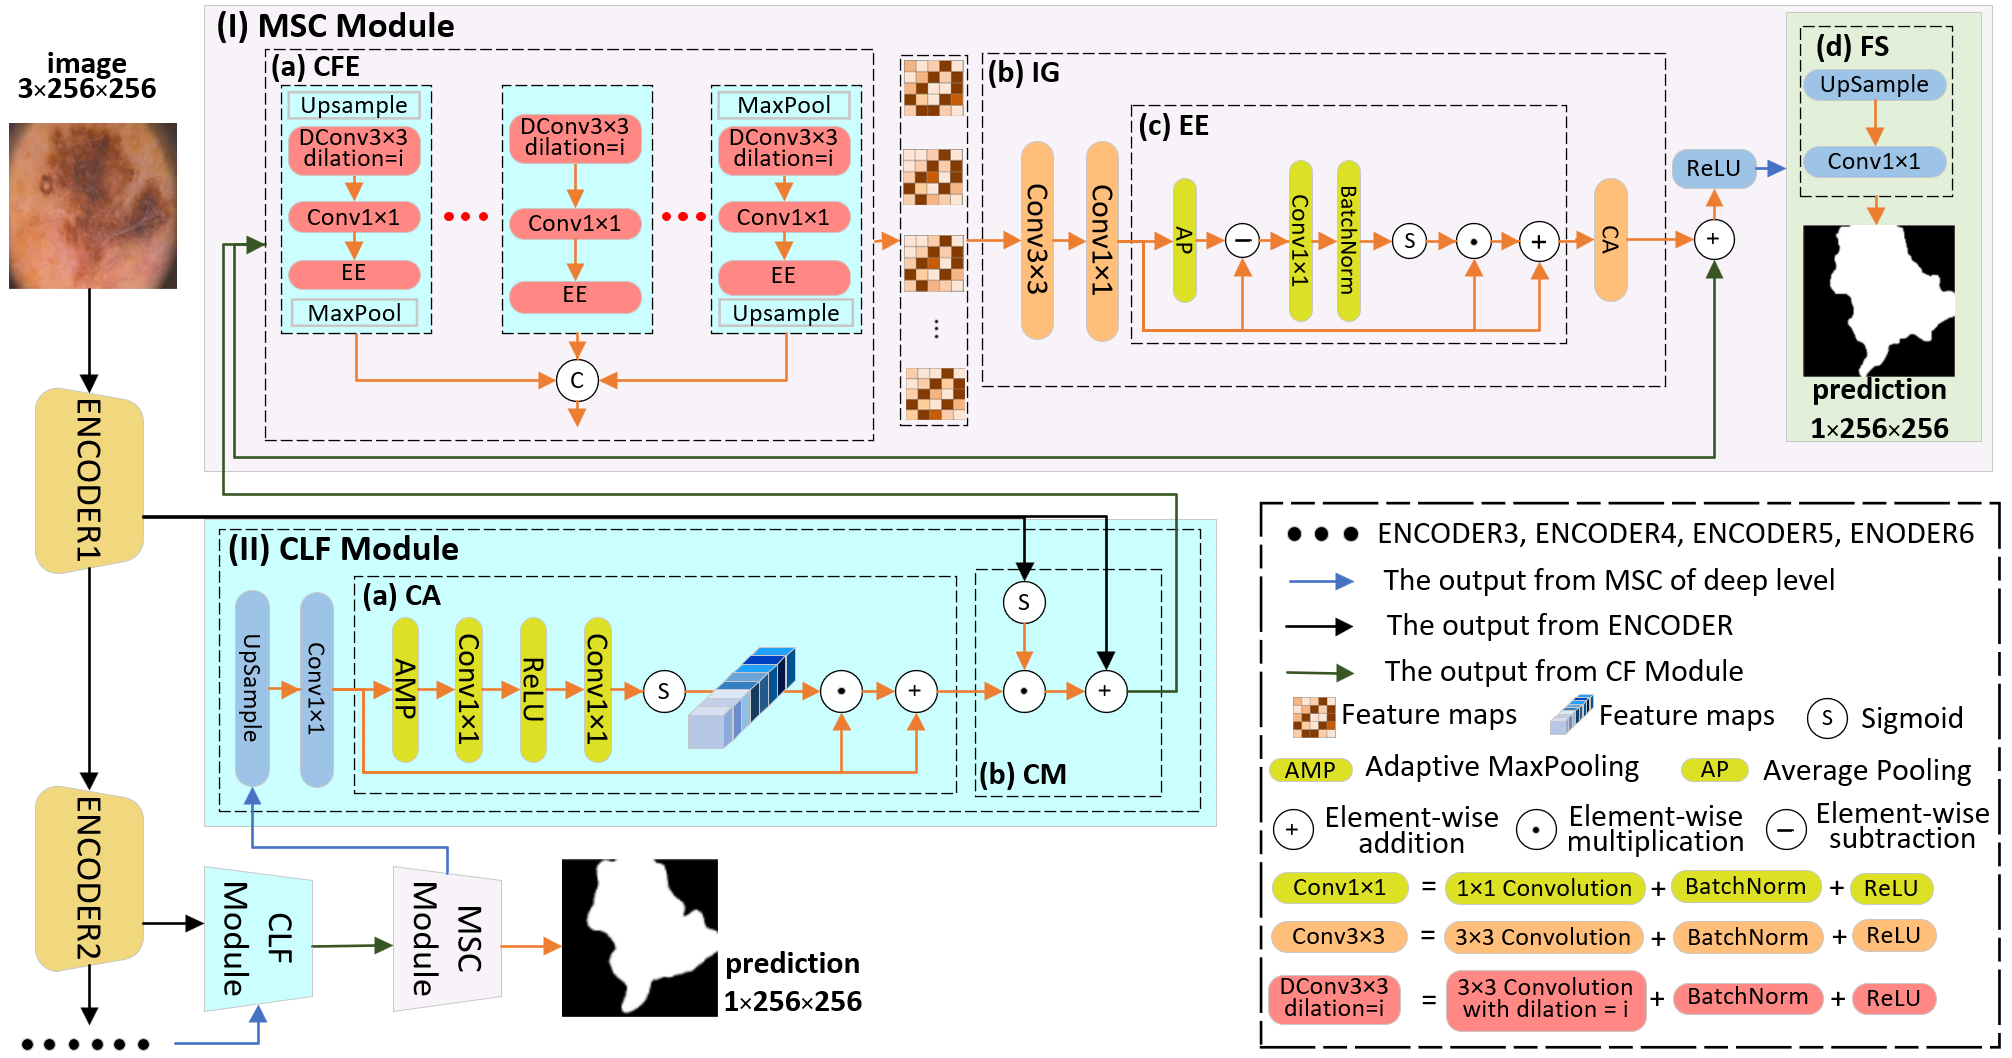 image
3×256×256
ENCODER1
ENCODER2
(I) MSC Module
(a) CFE
Upsample
DConv3×3
dilation=i
Conv1×1
EE
MaxPool
DConv3×3
dilation=i
Conv1×1
EE
MaxPool
DConv3×3
dilation=i
Conv1×1
EE
Upsample
C
(b) IG
Conv3×3
Conv1×1
(c) EE
AP
−
Conv1×1
BatchNorm
S
+
CA
+
ReLU
(d) FS
UpSample
Conv1×1
prediction
1×256×256
(II) CLF Module
UpSample
Conv1×1
(a) CA
AMP
Conv1×1
ReLU
Conv1×1
S
+
S
+
(b) CM
CLF
Module
MSC
Module
prediction
1×256×256
ENCODER3, ENCODER4, ENCODER5, ENODER6
The output from MSC of deep level
The output from ENCODER
The output from CF Module
Feature maps
Feature maps
S Sigmoid
AMP Adaptive MaxPooling
AP Average Pooling
+ Element-wise
addition
Element-wise
multiplication
− Element-wise
subtraction
Conv1×1 = 1×1 Convolution + BatchNorm + ReLU
Conv3×3 = 3×3 Convolution + BatchNorm + ReLU
DConv3×3
dilation=i
= 3×3 Convolution
with dilation = i
+ BatchNorm + ReLU